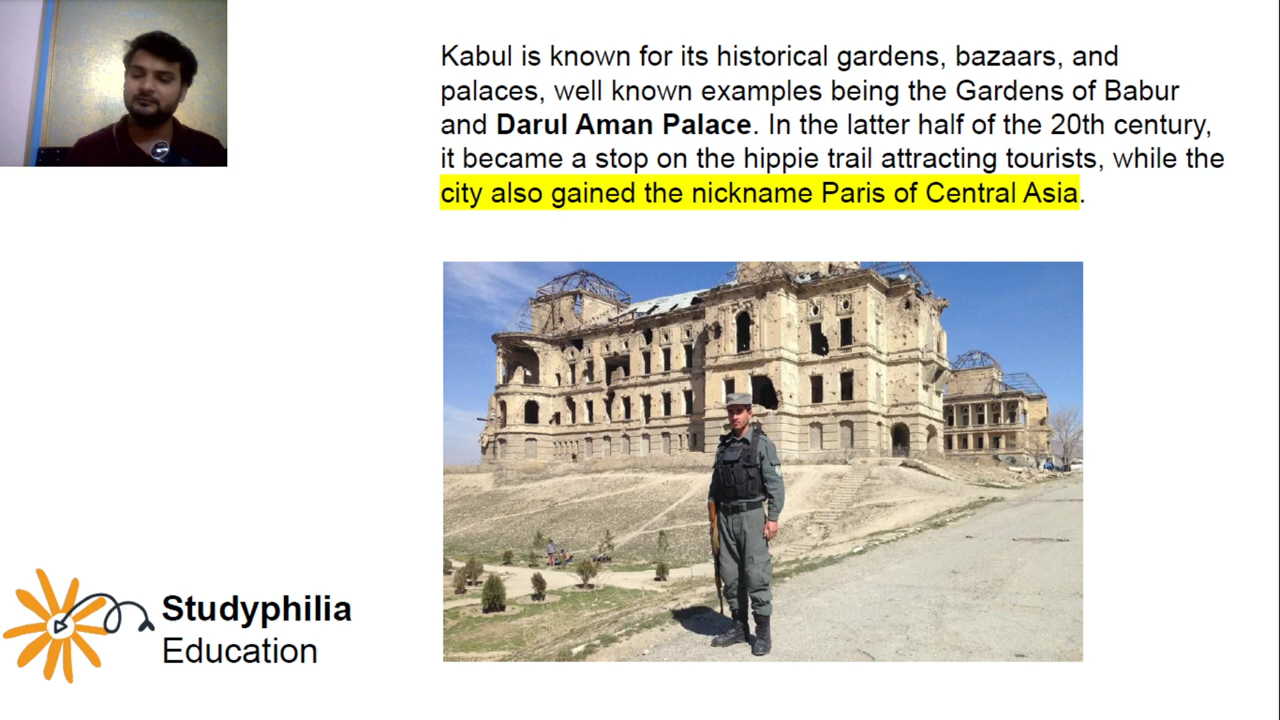 Kabul is known for its historical gardens, bazaars, and
palaces, well known examples being the Gardens of Babur
and Darul Aman Palace. In the latter half of the 20th century,
it became a stop on the hippie trail attracting tourists, while the
city also gained the nickname Paris of Central Asia.
Studyphilia
Education